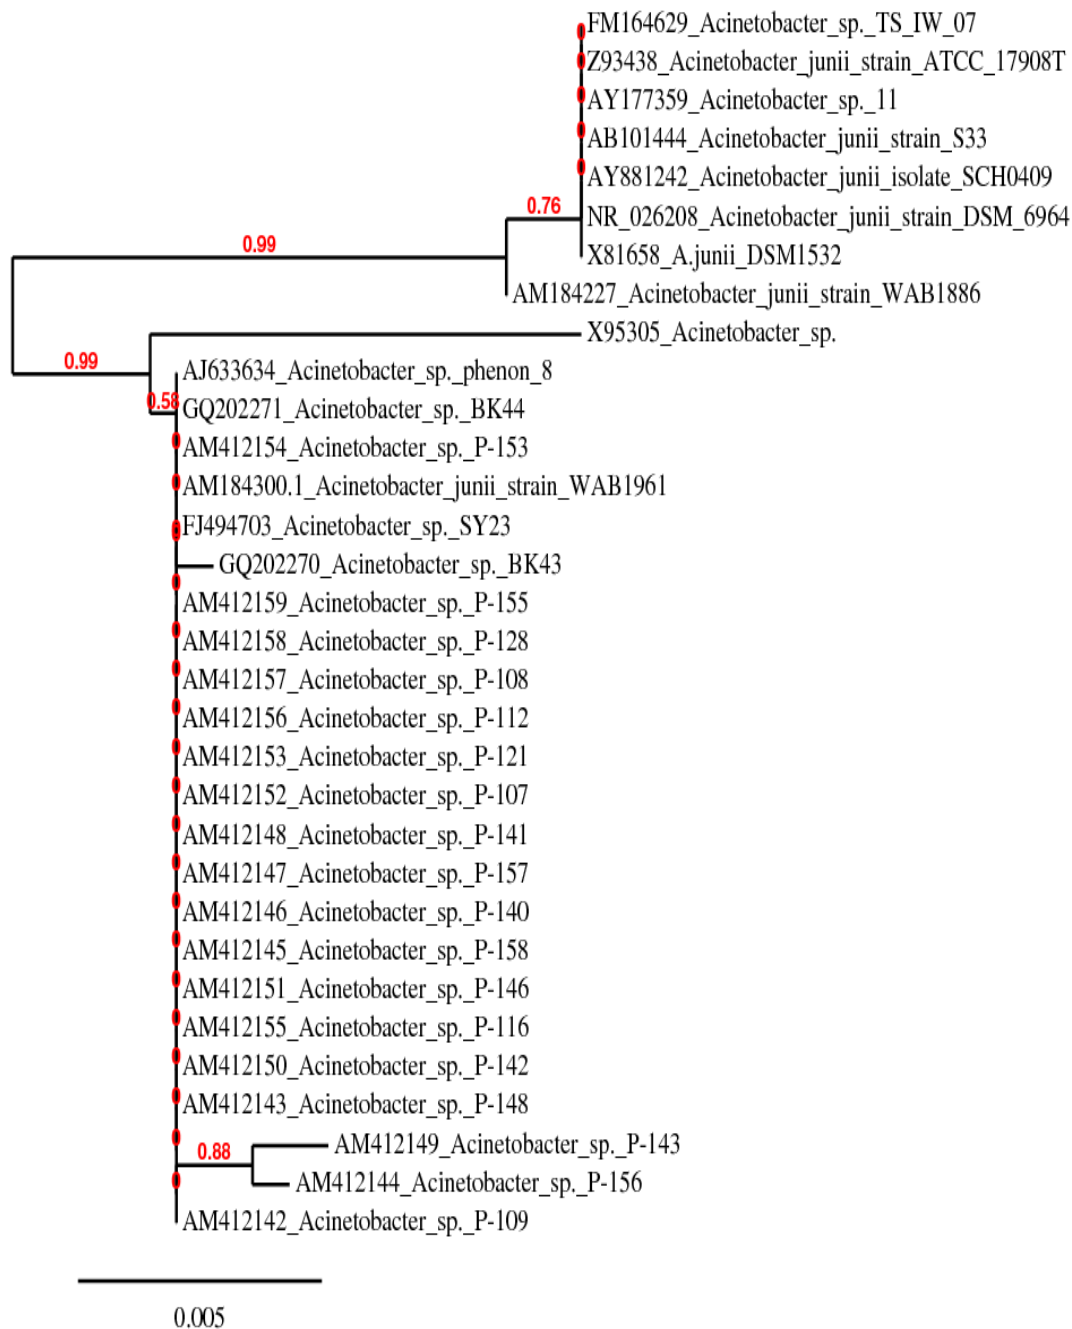 FM164629_Acinetobacter_sp._TS_IW_07
Z93438_Acinetobacter_junii_strain_ATCC_17908T
AY177359_Acinetobacter_sp._11
AB101444_Acinetobacter_junii_strain_S33
AY881242_Acinetobacter_junii_isolate_SCH0409
0.76
NR_026208_Acinetobacter_junii_strain_DSM_6964
0.99
X81658_A.junii_DSM1532
AM184227_Acinetobacter_junii_strain_WAB1886
X95305_Acinetobacter_sp.
0.99
AJ633634_Acinetobacter_sp._phenon_8
0.58
GQ202271_Acinetobacter_sp._BK44
AM412154_Acinetobacter_sp._P-153
AM184300.1_Acinetobacter_junii_strain_WAB1961
FJ494703_Acinetobacter_sp._SY23
GQ202270_Acinetobacter_sp._BK43
AM412159_Acinetobacter_sp._P-155
AM412158_Acinetobacter_sp._P-128
AM412157_Acinetobacter_sp._P-108
AM412156_Acinetobacter_sp._P-112
AM412153_Acinetobacter_sp._P-121
AM412152_Acinetobacter_sp._P-107
AM412148_Acinetobacter_sp._P-141
AM412147_Acinetobacter_sp._P-157
AM412146_Acinetobacter_sp._P-140
AM412145_Acinetobacter_sp._P-158
AM412151_Acinetobacter_sp._P-146
AM412155_Acinetobacter_sp._P-116
AM412150_Acinetobacter_sp._P-142
AM412143_Acinetobacter_sp._P-148
0.88
AM412149_Acinetobacter_sp._P-143
AM412144_Acinetobacter_sp._P-156
AM412142_Acinetobacter_sp._P-109
0.005